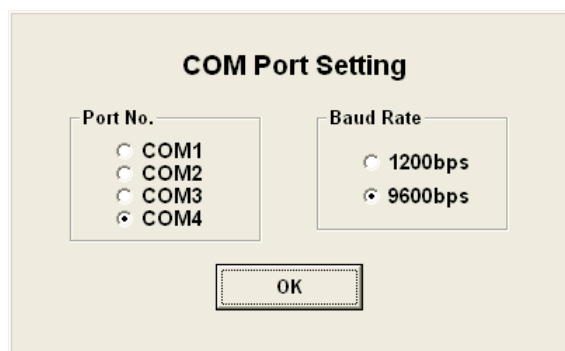 COM Port Setting
Port No.
COM1
COM2
COM3
COM4
Baud Rate
1200bps
9600bps
OK